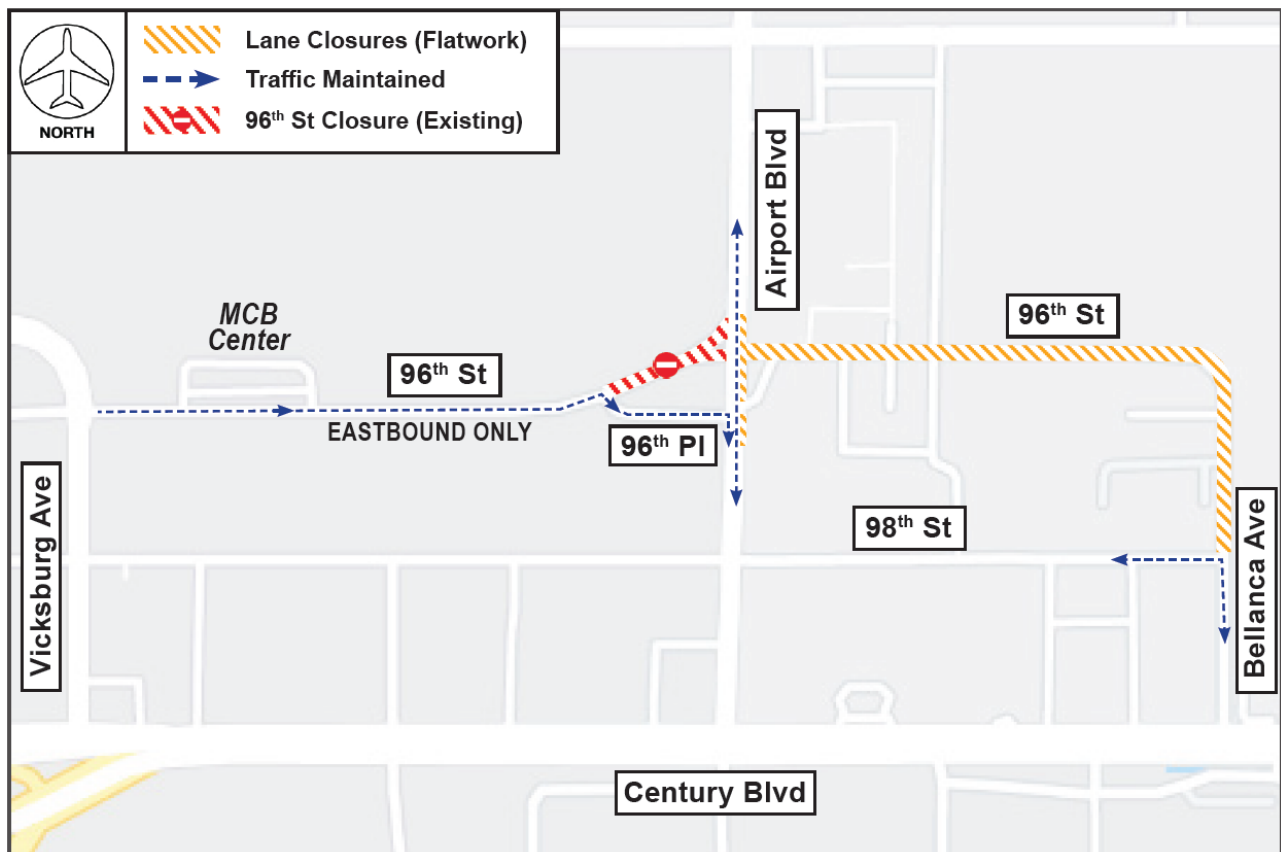 Lane Closures (Flatwork)
Traffic Maintained
96th St Closure (Existing)
NORTH
Airport Blvd
MCB
Center
96th St
96th St
EASTBOUND ONLY
96th Pl
98th St
Vicksburg Ave
Bellanca Ave
Century Blvd